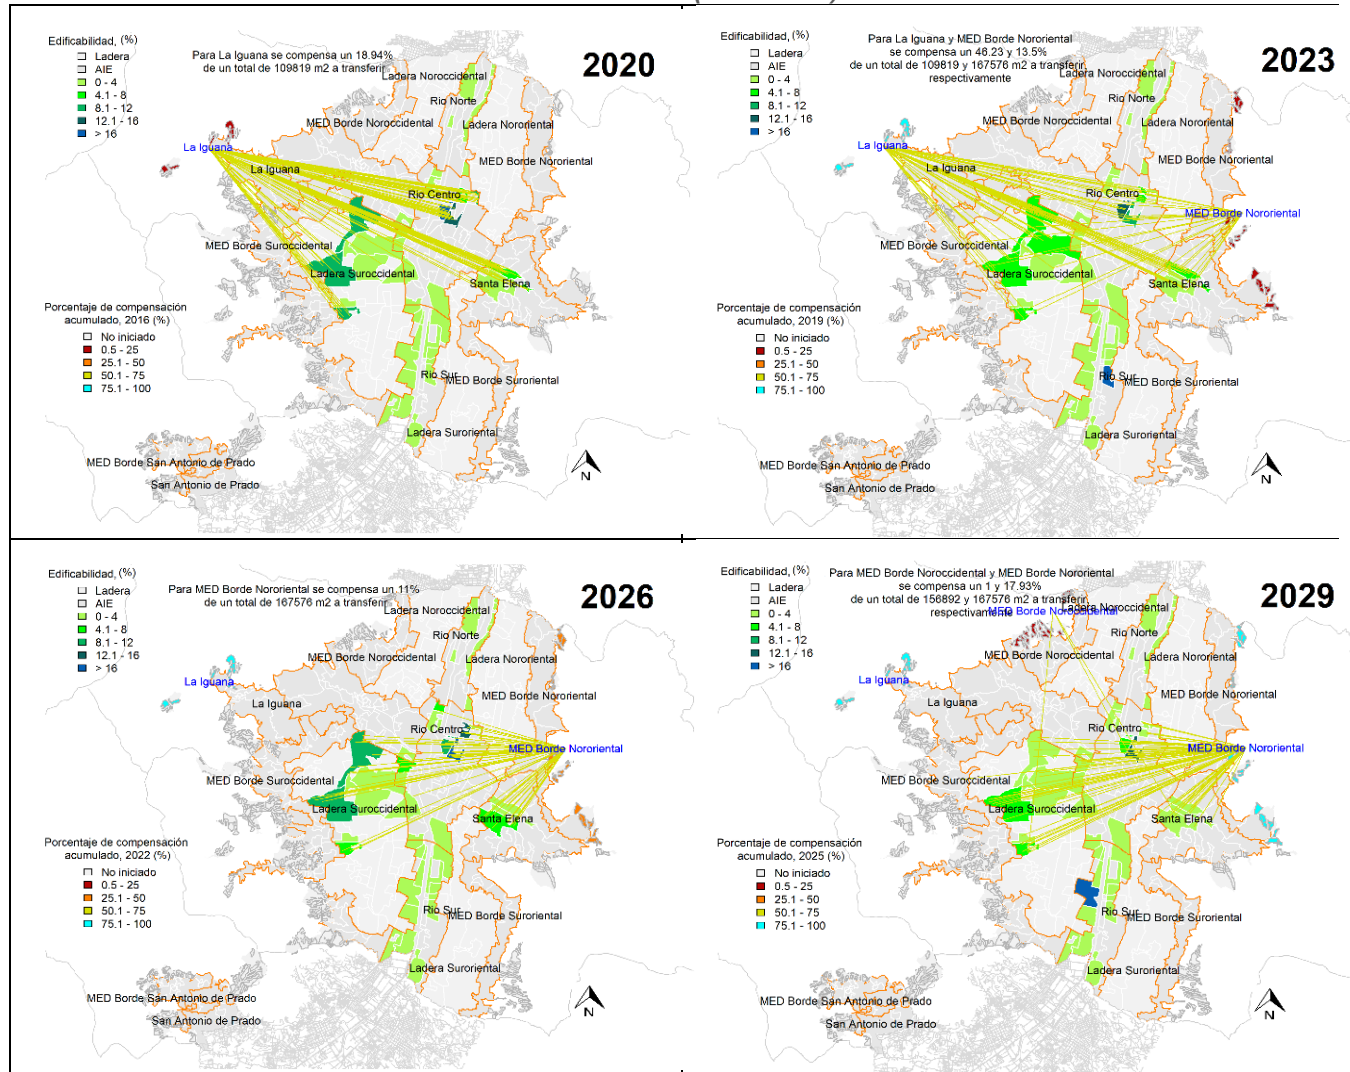 Edificabilidad, (%)
Ladera
AIE
0 - 4
4.1 - 8
8.1 - 12
12.1 - 16
> 16
Para La Iguana se compensa un 18.94%
de un total de 109819 m2 a transferir
2020
Ladera Noroccidental
Rio Norte
MED Borde Noroccidental
Ladera Nororiental
La Iguana
MED Borde Nororiental
La Iguana
Rio Centro
MED Borde Suroccidental
Ladera Suroccidental
Santa Elena
Porcentaje de compensación
acumulado, 2016 (%)
No iniciado
0.5 - 25
25.1 - 50
50.1 - 75
75.1 - 100
Rio Sur
MED Borde Suroriental
Ladera Suroriental
MED Borde San Antonio de Prado
San Antonio de Prado
N
Edificabilidad, (%)
Ladera
AIE
0 - 4
4.1 - 8
8.1 - 12
12.1 - 16
> 16
Para La Iguana y MED Borde Nororiental
se compensa un 46.23 y 13.5%
de un total de 109819 y 167576 m2 a transferir,
respectivamente
2023
Ladera Noroccidental
Rio Norte
MED Borde Noroccidental
Ladera Nororiental
La Iguana
MED Borde Nororiental
La Iguana
Rio Centro
MED Borde Nororiental
MED Borde Suroccidental
Ladera Suroccidental
Santa Elena
Porcentaje de compensación
acumulado, 2019 (%)
No iniciado
0.5 - 25
25.1 - 50
50.1 - 75
75.1 - 100
Rio Sur
MED Borde Suroriental
Ladera Suroriental
MED Borde San Antonio de Prado
San Antonio de Prado
N
Edificabilidad, (%)
Ladera
AIE
0 - 4
4.1 - 8
8.1 - 12
12.1 - 16
> 16
Para MED Borde Nororiental se compensa un 11%
de un total de 167576 m2 a transferir
2026
Ladera Noroccidental
Rio Norte
MED Borde Noroccidental
Ladera Nororiental
La Iguana
MED Borde Nororiental
La Iguana
Rio Centro
MED Borde Nororiental
MED Borde Suroccidental
Ladera Suroccidental
Santa Elena
Porcentaje de compensación
acumulado, 2022 (%)
No iniciado
0.5 - 25
25.1 - 50
50.1 - 75
75.1 - 100
Rio Sur
MED Borde Suroriental
Ladera Suroriental
MED Borde San Antonio de Prado
San Antonio de Prado
N
Edificabilidad, (%)
Ladera
AIE
0 - 4
4.1 - 8
8.1 - 12
12.1 - 16
> 16
Para MED Borde Noroccidental y MED Borde Nororiental
se compensa un 1 y 17.93%
de un total de 156892 y 167576 m2 a transferir,
respectivamente
2029
MED Borde Noroccidental
Ladera Noroccidental
Rio Norte
MED Borde Noroccidental
Ladera Nororiental
La Iguana
MED Borde Nororiental
La Iguana
Rio Centro
MED Borde Nororiental
MED Borde Suroccidental
Ladera Suroccidental
Santa Elena
Porcentaje de compensación
acumulado, 2025 (%)
No iniciado
0.5 - 25
25.1 - 50
50.1 - 75
75.1 - 100
Rio Sur
MED Borde Suroriental
Ladera Suroriental
MED Borde San Antonio de Prado
San Antonio de Prado
N